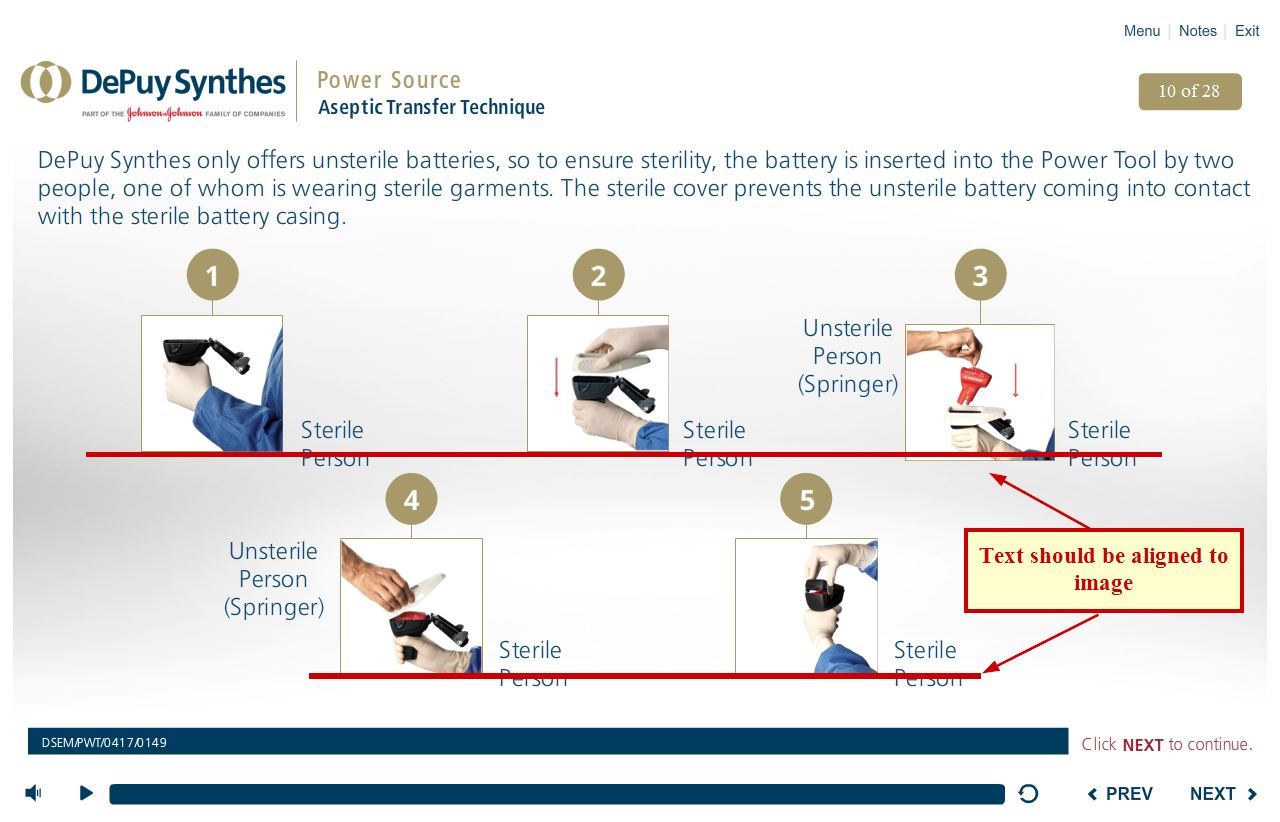 Menu | Notes | Exit
DePuy Synthes
PART OF THE Johnson & Johnson FAMILY OF COMPANIES
Power Source
Aseptic Transfer Technique
10 of 28
DePuy Synthes only offers unsterile batteries, so to ensure sterility, the battery is inserted into the Power Tool by two
people, one of whom is wearing sterile garments. The sterile cover prevents the unsterile battery coming into contact
with the sterile battery casing.
1
Sterile
Person
2
Sterile
Person
3
Unsterile
Person
(Springer)
Sterile
Person
4
Unsterile
Person
(Springer)
Sterile
Person
5
Sterile
Person
Text should be aligned to
image
DSEM/PWT/0417/0149
Click NEXT to continue.
PREV
NEXT